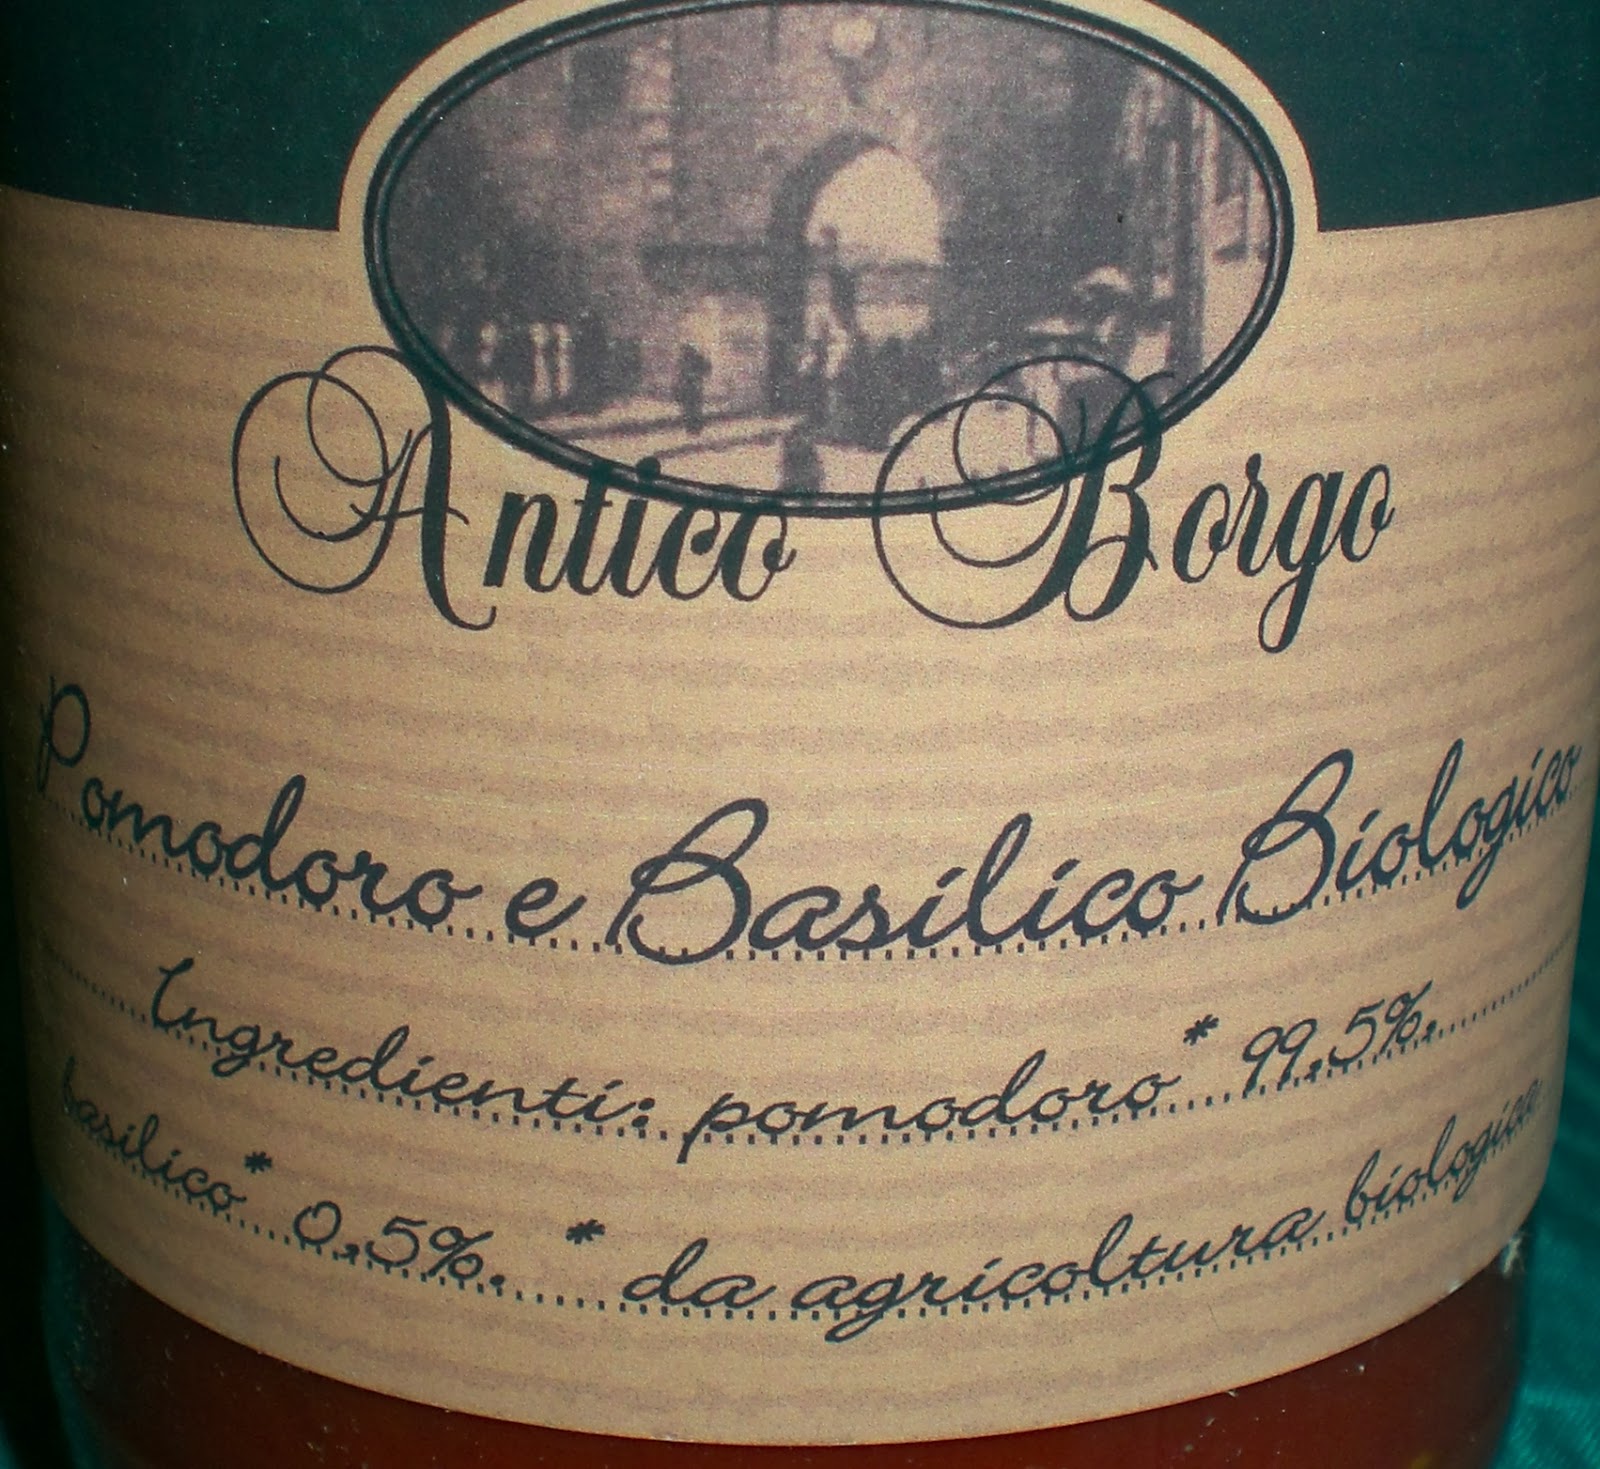 Antico Borgo
Pomodoro e Basilico Biologico
Ingredienti: pomodoro* 99,5%.
basilico* 0,5%. * da agricoltura biologica